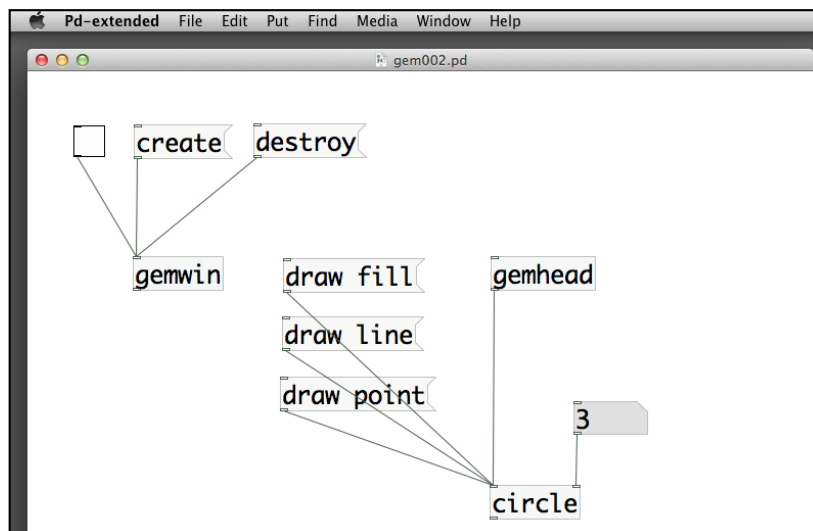 Pd-extended File Edit Put Find Media Window Help
gem002.pd
create destroy
gemwin
draw fill
gemhead
draw line
draw point
3
circle